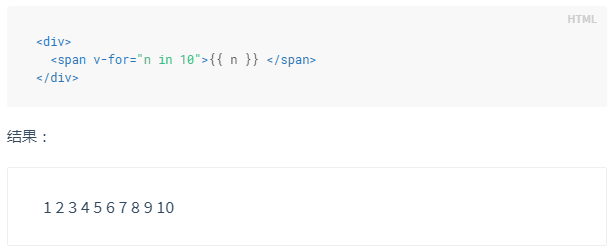 HTML
<div>
  <span v-for="n in 10">{{ n }} </span>
</div>
结果：
1 2 3 4 5 6 7 8 9 10